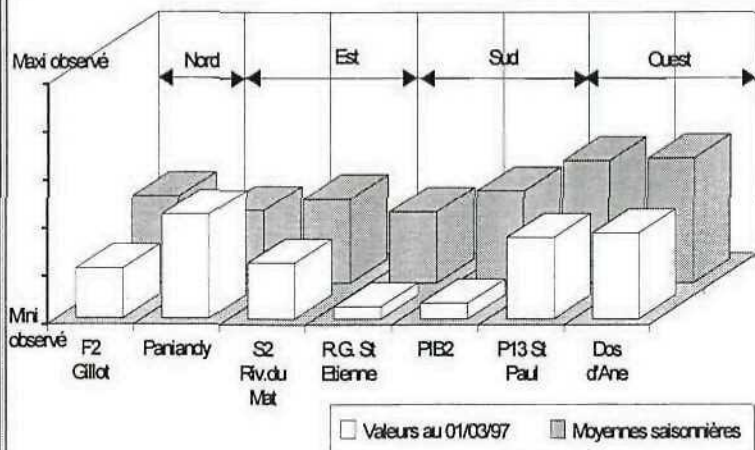 Maxi observé
Nord
Est
Sud
Ouest
Mini
observé
F2
Gillot
Paniandy
S2
Riv.du
Mat
R.G. St
Etienne
PIB2
P13 St
Paul
Dos
d'Ane
Valeurs au 01/03/97
Moyennes saisonnières